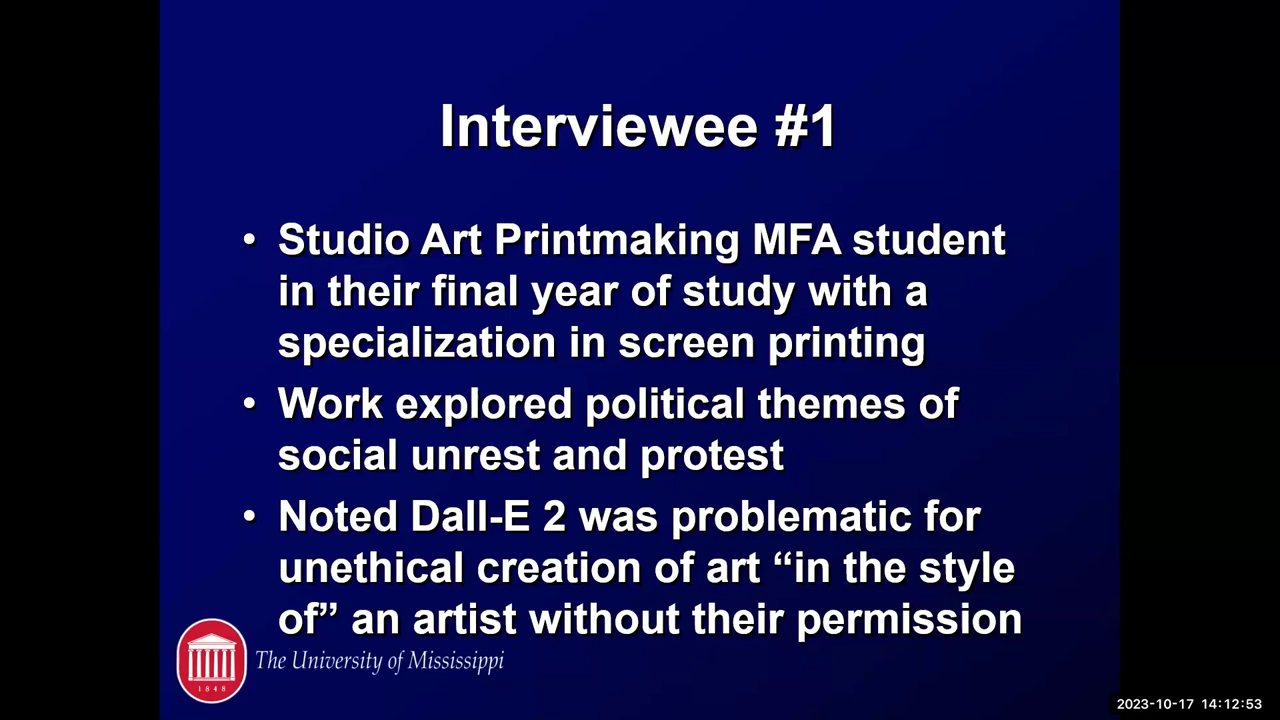 Interviewee #1
• Studio Art Printmaking MFA student
in their final year of study with a
specialization in screen printing
• Work explored political themes of
social unrest and protest
• Noted Dall-E 2 was problematic for
unethical creation of art “in the style
of” an artist without their permission
The University of Mississippi
1848
2023-10-17 14:12:53